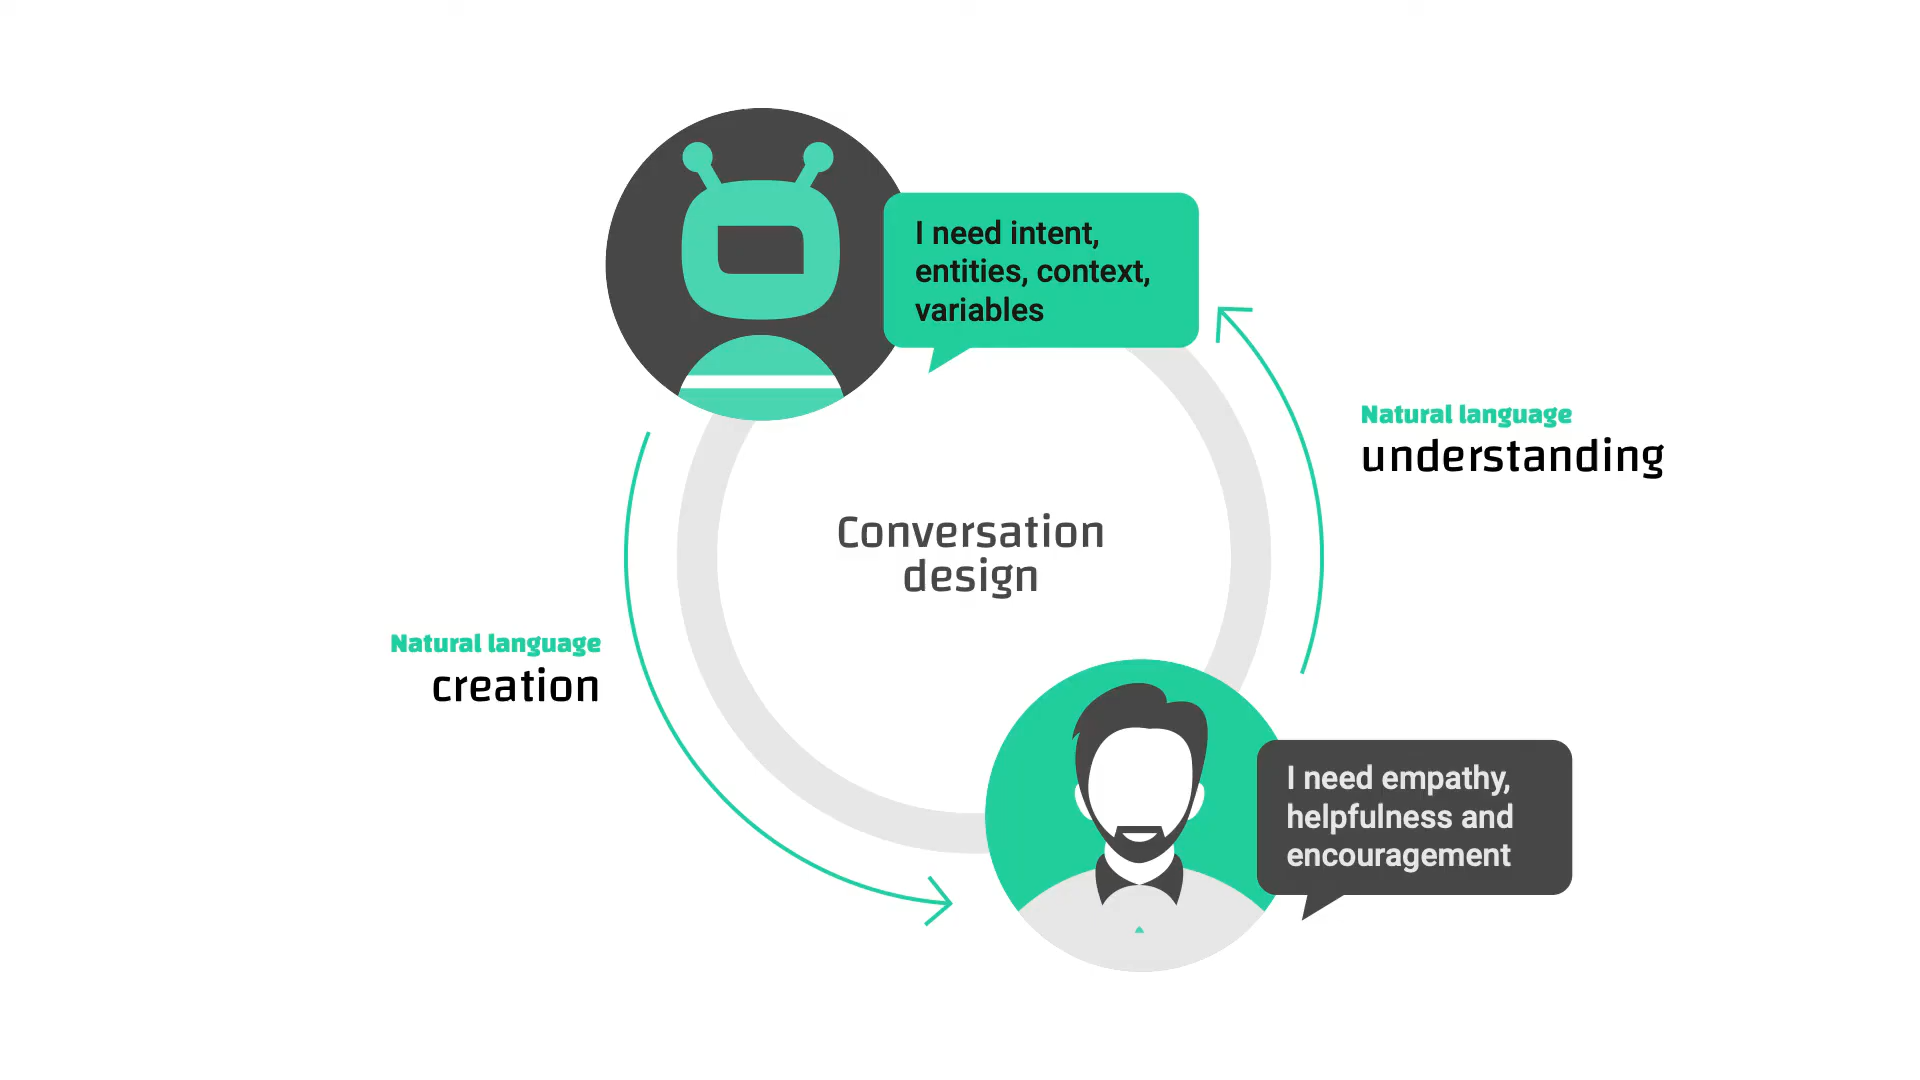 I need intent,
entities, context,
variables
Natural language
understanding
Conversation
design
Natural language
creation
I need empathy,
helpfulness and
encouragement